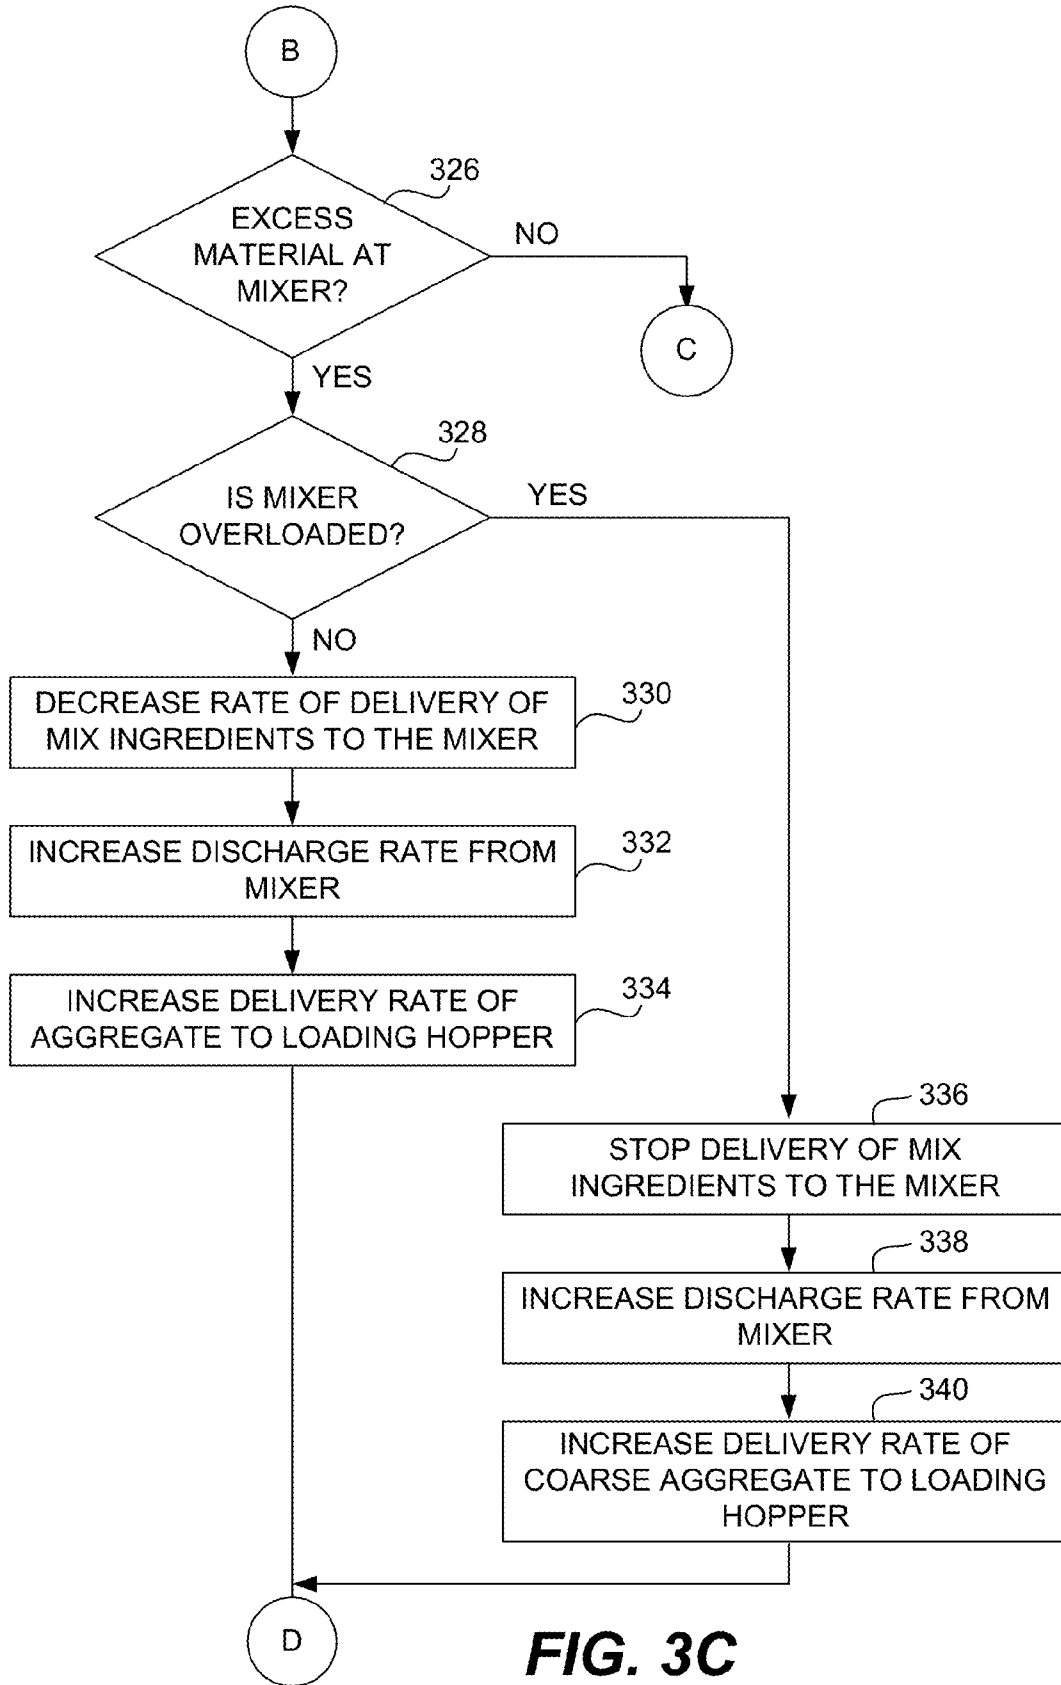 B
326
EXCESS
MATERIAL AT
MIXER?
NO
C
YES
328
IS MIXER
OVERLOADED?
YES
NO
DECREASE RATE OF DELIVERY OF
MIX INGREDIENTS TO THE MIXER
330
INCREASE DISCHARGE RATE FROM
MIXER
332
INCREASE DELIVERY RATE OF
AGGREGATE TO LOADING HOPPER
334
336
STOP DELIVERY OF MIX
INGREDIENTS TO THE MIXER
338
INCREASE DISCHARGE RATE FROM
MIXER
340
INCREASE DELIVERY RATE OF
COARSE AGGREGATE TO LOADING
HOPPER
D
FIG. 3C